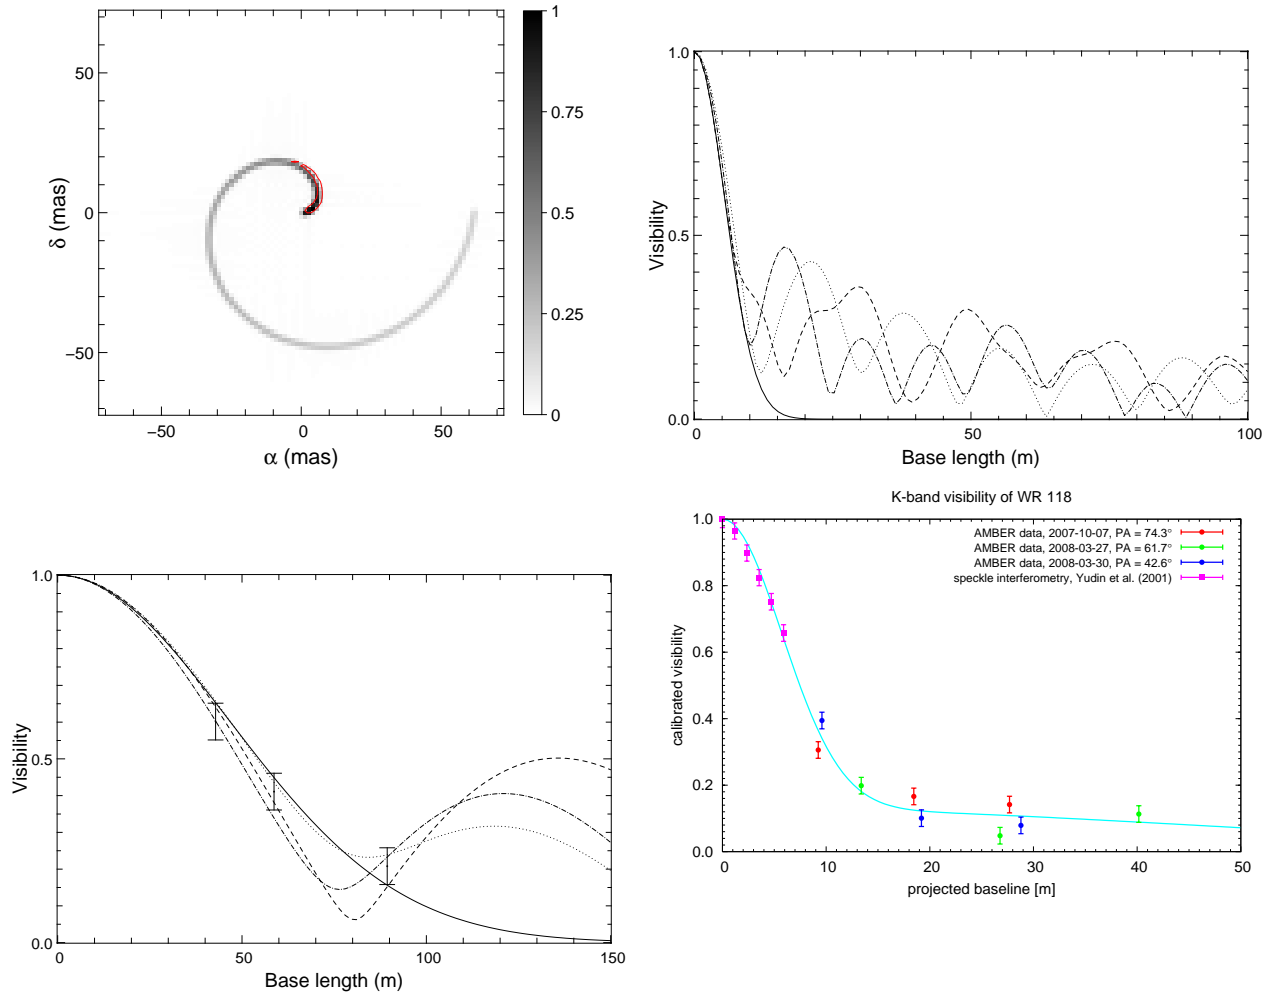 1
0.75
0.5
0.25
0
50
0
−50
−50
0
50
δ (mas)
α (mas)
1.0
0.5
0.0
0
50
100
Visibility
Base length (m)
1.0
0.5
0.0
0
50
100
150
Visibility
Base length (m)
K-band visibility of WR 118
AMBER data, 2007-10-07, PA = 74.3°
AMBER data, 2008-03-27, PA = 61.7°
AMBER data, 2008-03-30, PA = 42.6°
speckle interferometry, Yudin et al. (2001)
1.0
0.8
0.6
0.4
0.2
0.0
0
10
20
30
40
50
calibrated visibility
projected baseline [m]